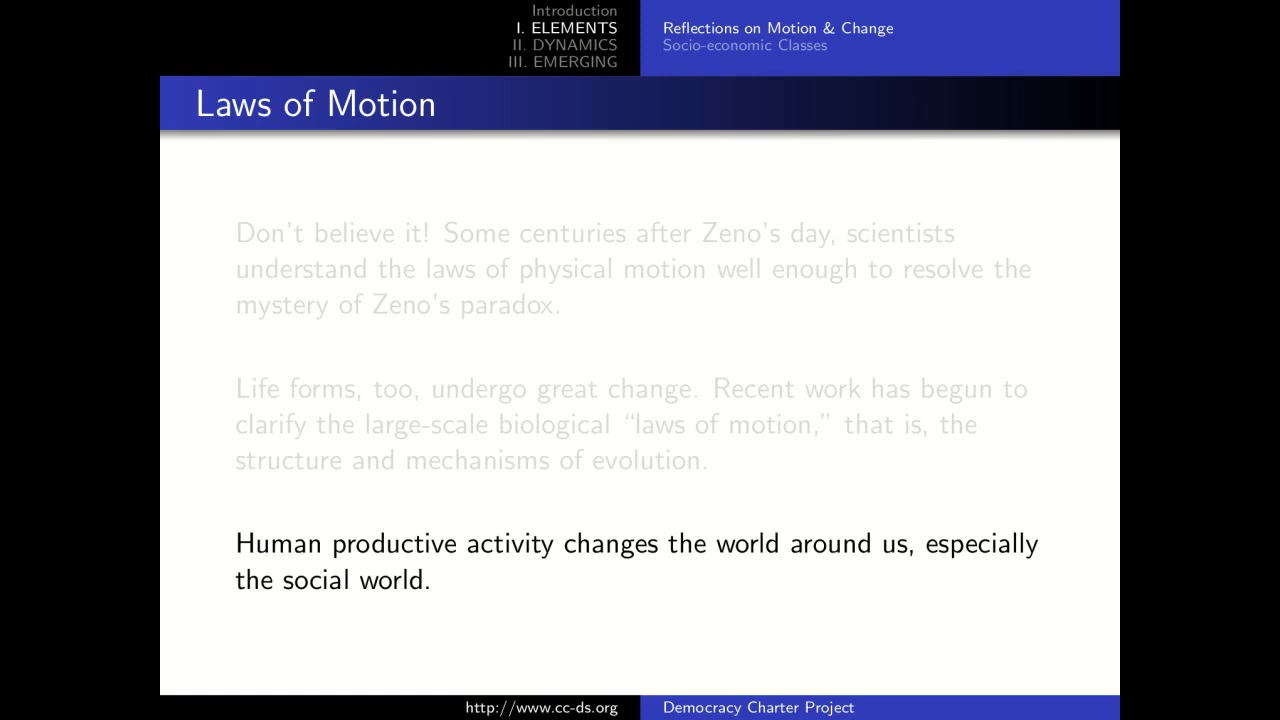 Introduction
I. ELEMENTS
II. DYNAMICS
III. EMERGING
Reflections on Motion & Change
Socio-economic Classes
Laws of Motion
Don't believe it! Some centuries after Zeno's day, scientists
understand the laws of physical motion well enough to resolve the
mystery of Zeno's paradox.
Life forms, too, undergo great change. Recent work has begun to
clarify the large-scale biological “laws of motion,” that is, the
structure and mechanisms of evolution.
Human productive activity changes the world around us, especially
the social world.
http://www.cc-ds.org
Democracy Charter Project